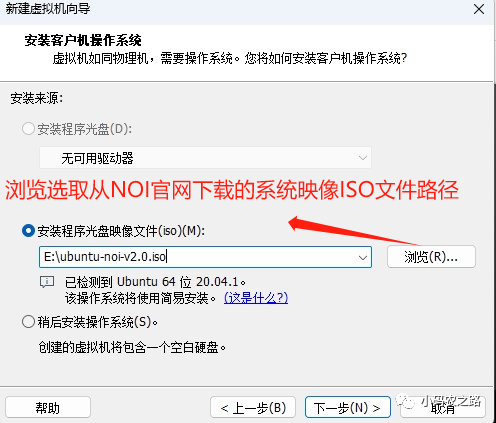 新建虚拟机向导
安装客户机操作系统
虚拟机如同物理机，需要操作系统。您将如何安装客户机操作系统?
安装来源:
安装程序光盘(D):
无可用驱动器
浏览选取从NOI官网下载的系统映像ISO文件路径
安装程序光盘映像文件(iso)(M):
E:\ubuntu-noi-v2.0.iso
浏览(R)...
已检测到 Ubuntu 64 位 20.04.1。
该操作系统将使用简易安装。 (这是什么?)
稍后安装操作系统(S)。
创建的虚拟机将包含一个空白硬盘。
帮助
< 上一步(B)
下一步(N) >
取消
小码农之路